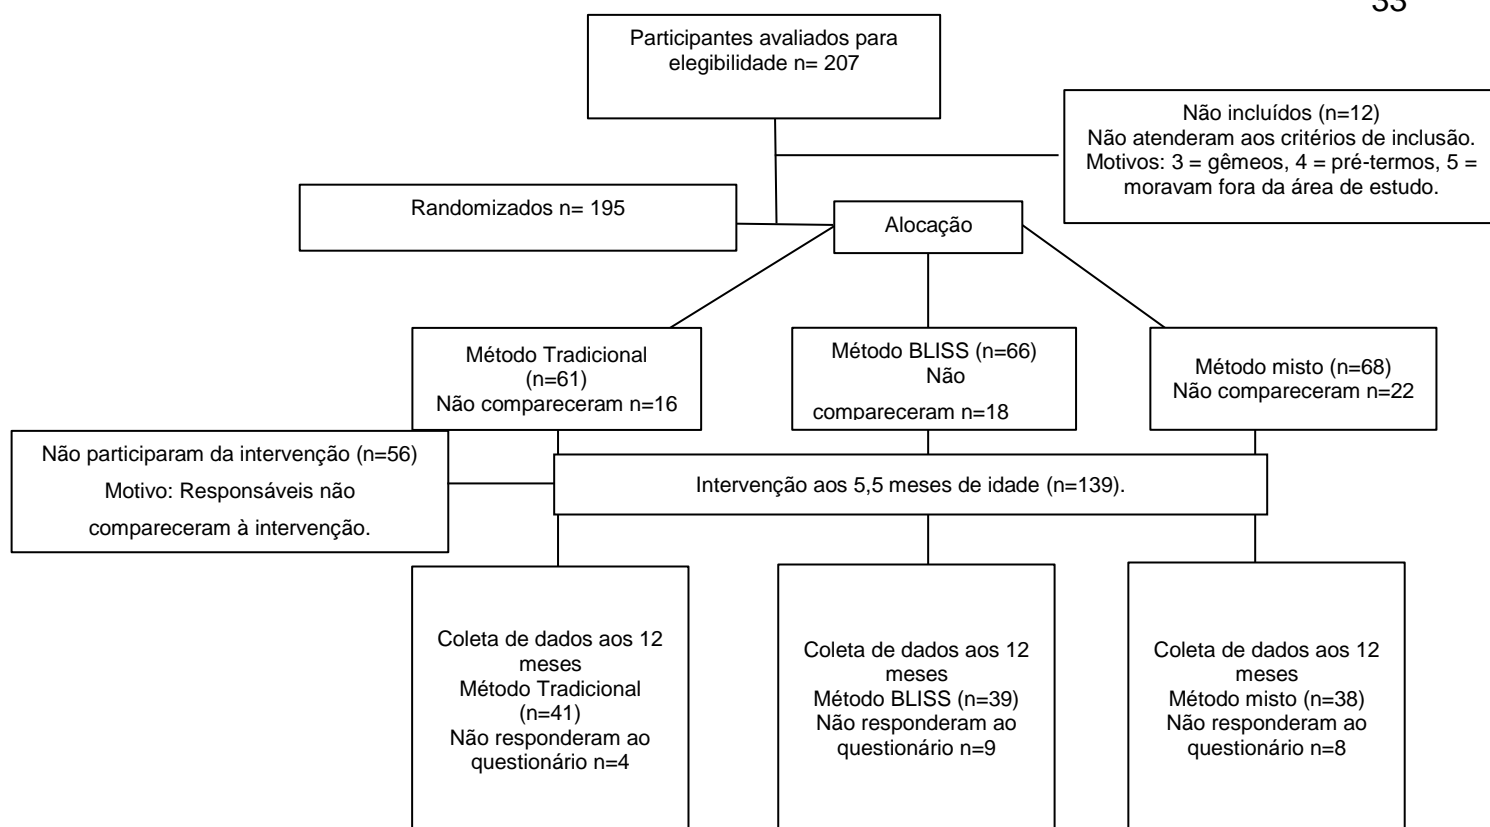 33
Participantes avaliados para
elegibilidade n= 207
Não incluídos (n=12)
Não atenderam aos critérios de inclusão.
Motivos: 3 = gêmeos, 4 = pré-termos, 5 =
moravam fora da área de estudo.
Randomizados n= 195
Alocação
Método Tradicional
(n=61)
Não compareceram n=16
Método BLISS (n=66)
Não
compareceram n=18
Método misto (n=68)
Não compareceram n=22
Não participaram da intervenção (n=56)
Motivo: Responsáveis não
compareceram à intervenção.
Intervenção aos 5,5 meses de idade (n=139).
Coleta de dados aos 12
meses
Método Tradicional
(n=41)
Não responderam ao
questionário n=4
Coleta de dados aos 12
meses
Método BLISS (n=39)
Não responderam ao
questionário n=9
Coleta de dados aos 12
meses
Método misto (n=38)
Não responderam ao
questionário n=8